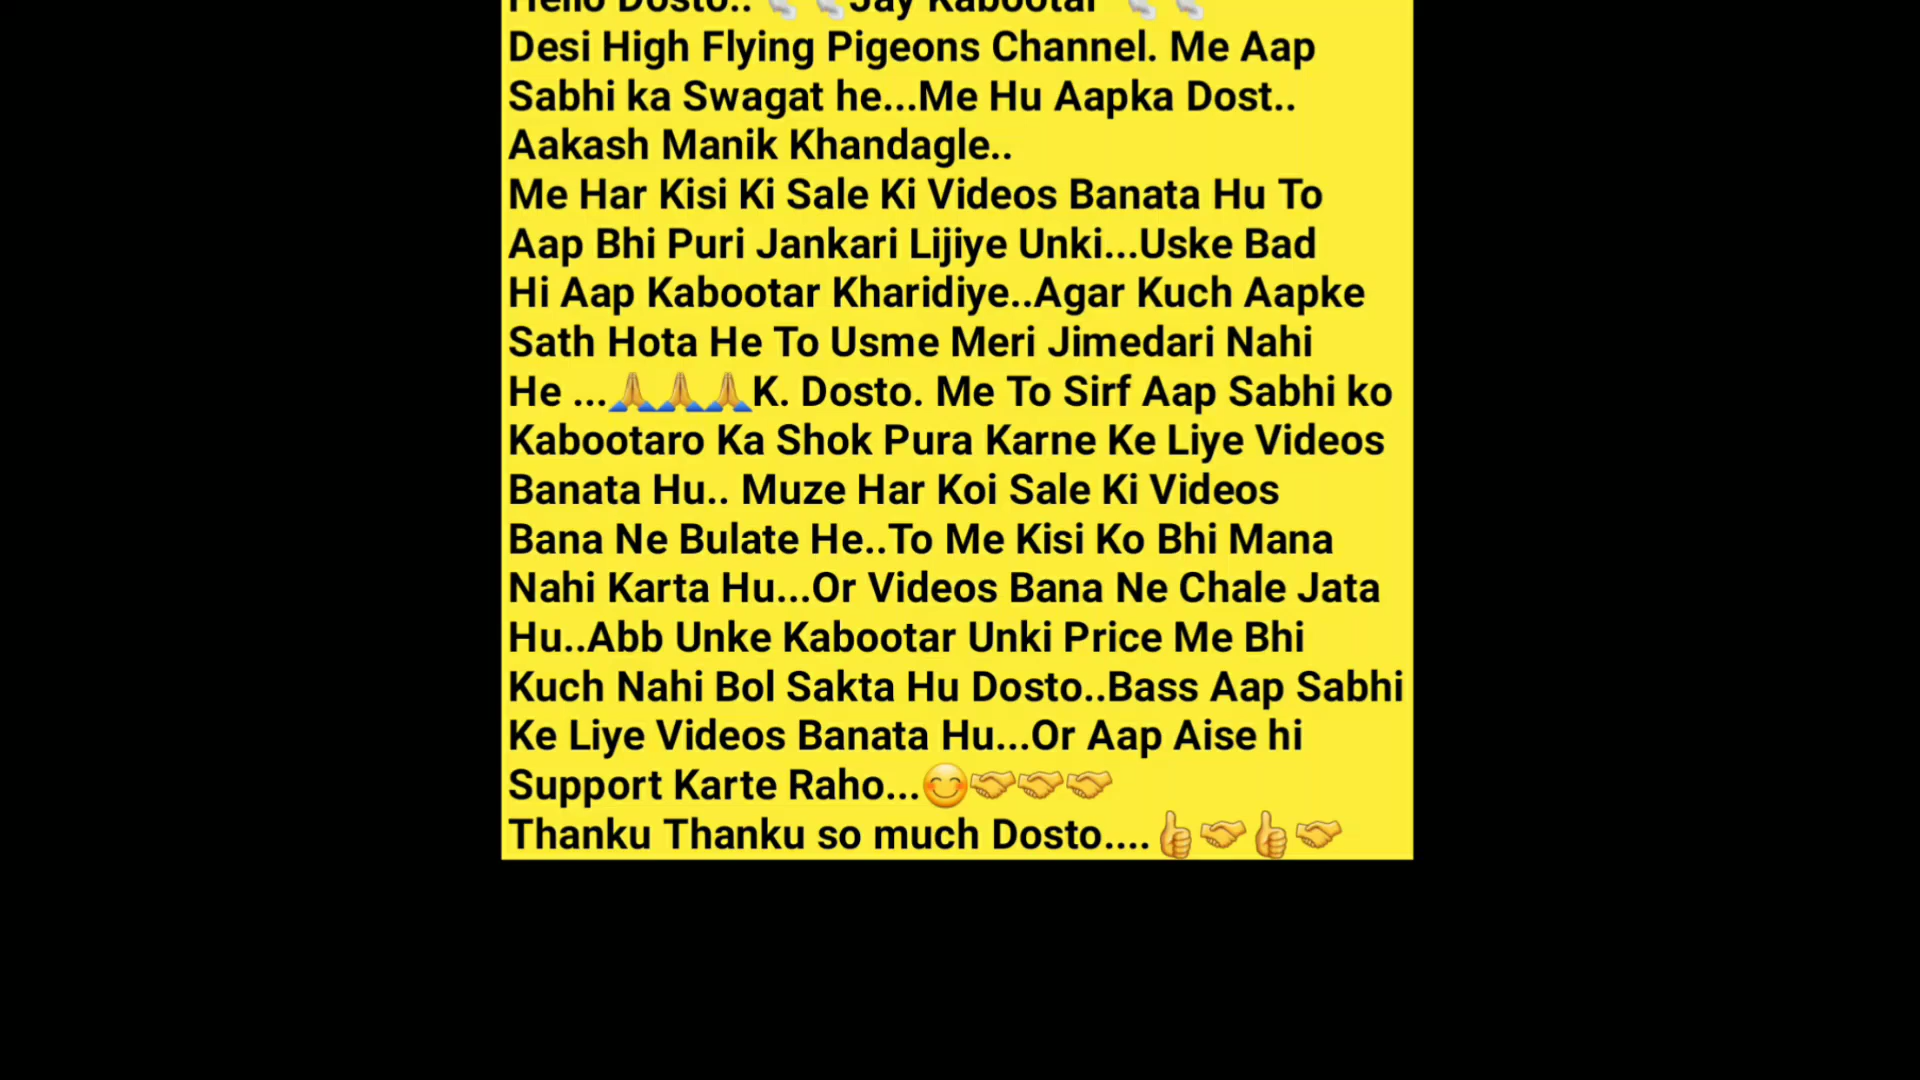 Hello Dosto.. 🕊️🕊️Jay Kabootar 🕊️🕊️
Desi High Flying Pigeons Channel. Me Aap
Sabhi ka Swagat he...Me Hu Aapka Dost..
Aakash Manik Khandagle..
Me Har Kisi Ki Sale Ki Videos Banata Hu To
Aap Bhi Puri Jankari Lijiye Unki...Uske Bad
Hi Aap Kabootar Kharidiye..Agar Kuch Aapke
Sath Hota He To Usme Meri Jimedari Nahi
He ...🙏🙏🙏K. Dosto. Me To Sirf Aap Sabhi ko
Kabootaro Ka Shok Pura Karne Ke Liye Videos
Banata Hu.. Muze Har Koi Sale Ki Videos
Bana Ne Bulate He..To Me Kisi Ko Bhi Mana
Nahi Karta Hu...Or Videos Bana Ne Chale Jata
Hu..Abb Unke Kabootar Unki Price Me Bhi
Kuch Nahi Bol Sakta Hu Dosto..Bass Aap Sabhi
Ke Liye Videos Banata Hu...Or Aap Aise hi
Support Karte Raho...😊🤝🤝🤝
Thanku Thanku so much Dosto....👍🤝👍🤝